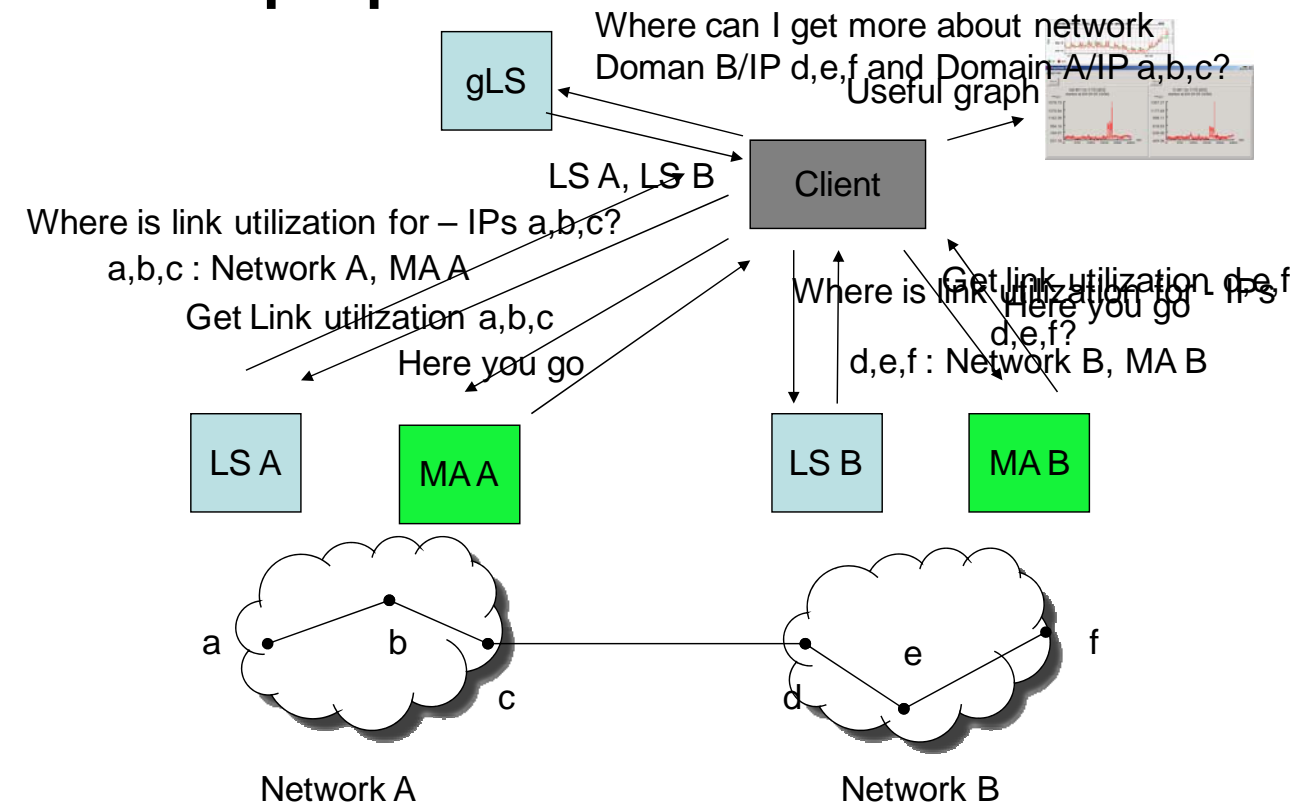 Where can I get more about network
Doman B/IP d,e,f and Domain A/IP a,b,c?
gLS
Useful graph
LS A, LS B
Client
Where is link utilization for – IPs a,b,c?
a,b,c : Network A, MA A
Get Link utilization a,b,c
Here you go
Get link utilization d,e,f
Where is link utilization for - IPs
d,e,f?
Here you go
d,e,f : Network B, MA B
LS A
MA A
LS B
MA B
a
b
c
d
e
f
Network A
Network B